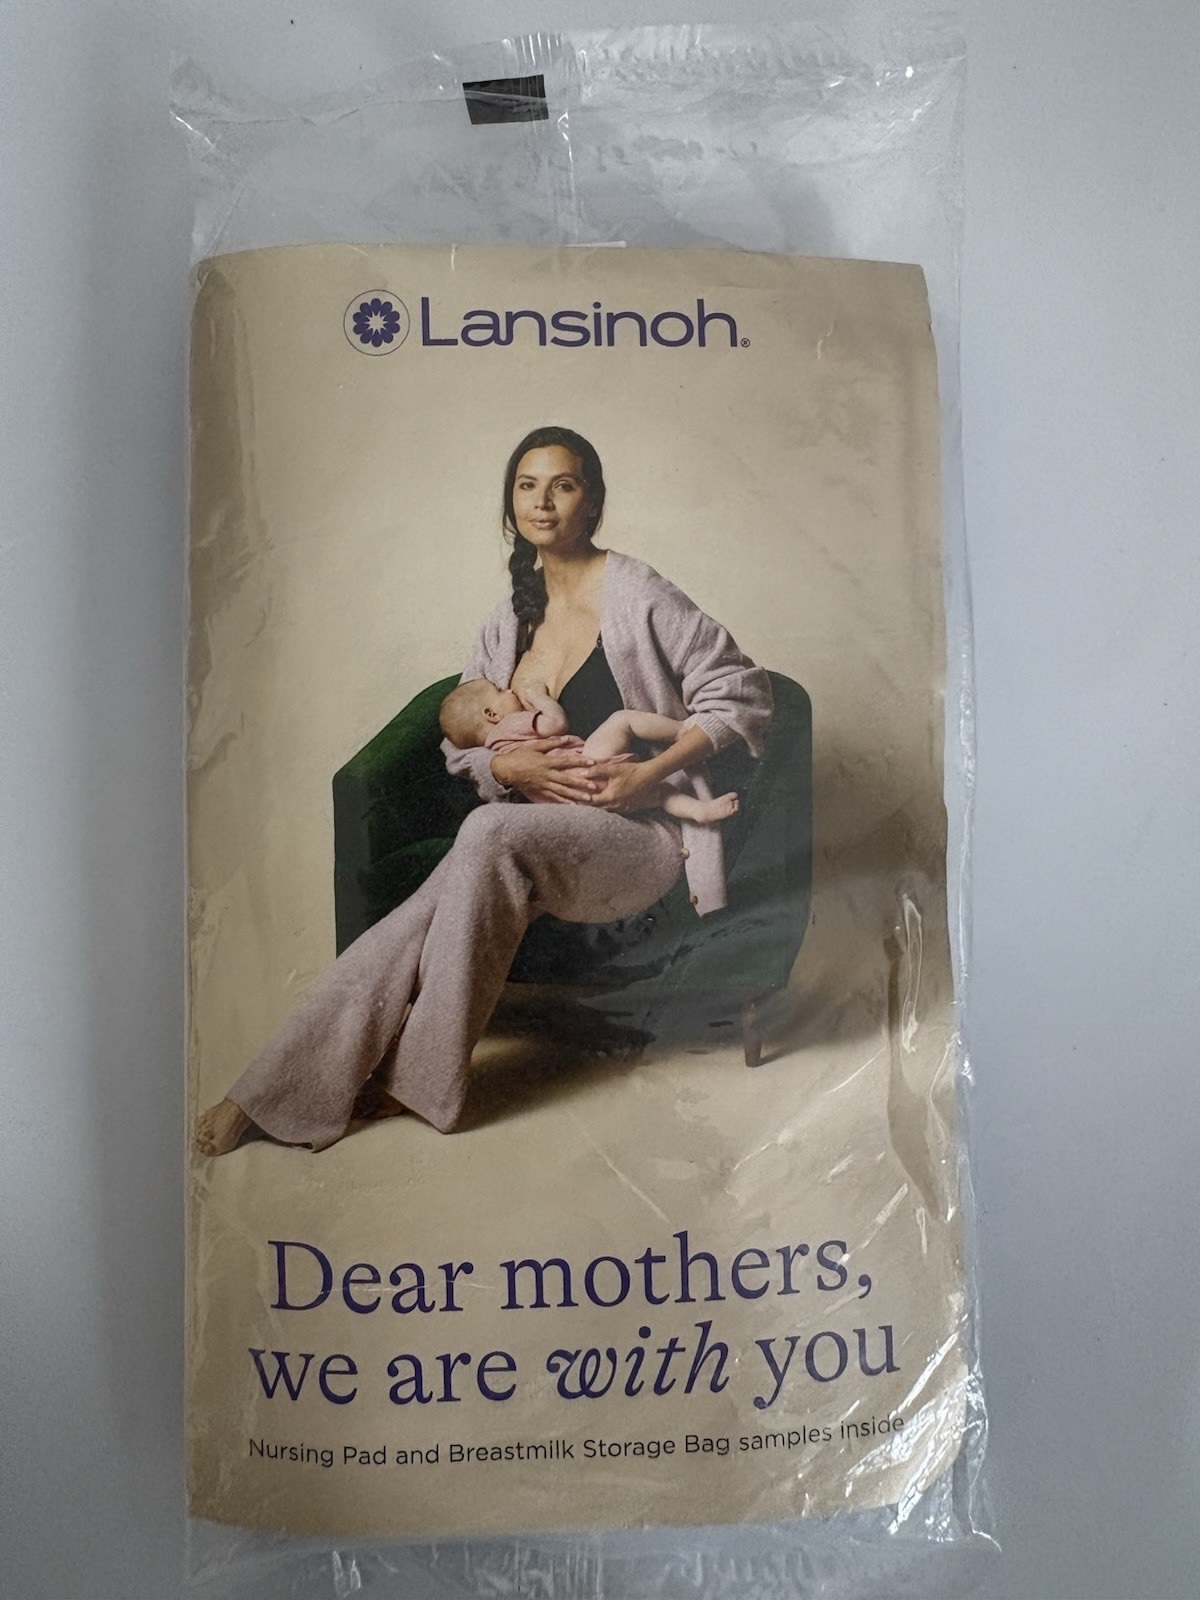 Lansinoh®
Dear mothers,
we are with you
Nursing Pad and Breastmilk Storage Bag samples inside